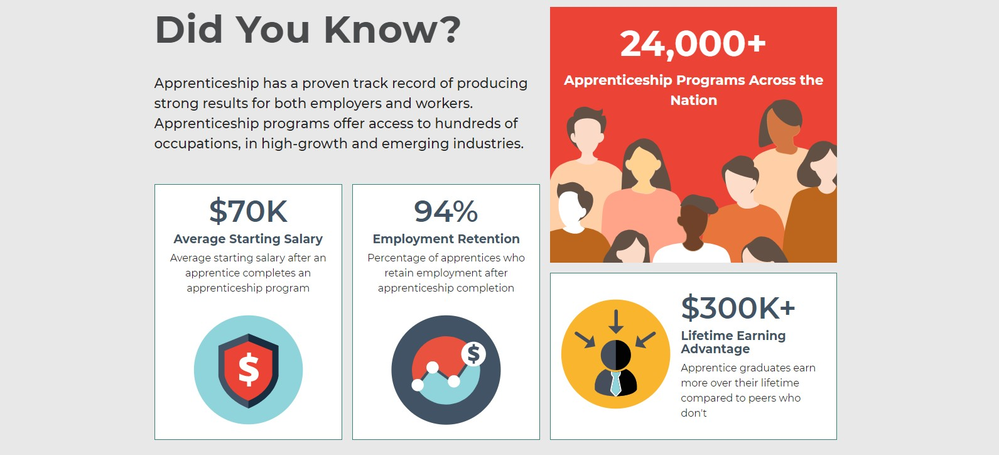 Did You Know?
Apprenticeship has a proven track record of producing
strong results for both employers and workers.
Apprenticeship programs offer access to hundreds of
occupations, in high-growth and emerging industries.
24,000+
Apprenticeship Programs Across the
Nation
$70K
Average Starting Salary
Average starting salary after an
apprentice completes an
apprenticeship program
$
94%
Employment Retention
Percentage of apprentices who
retain employment after
apprenticeship completion
$
$300K+
Lifetime Earning
Advantage
Apprentice graduates earn
more over their lifetime
compared to peers who
don't